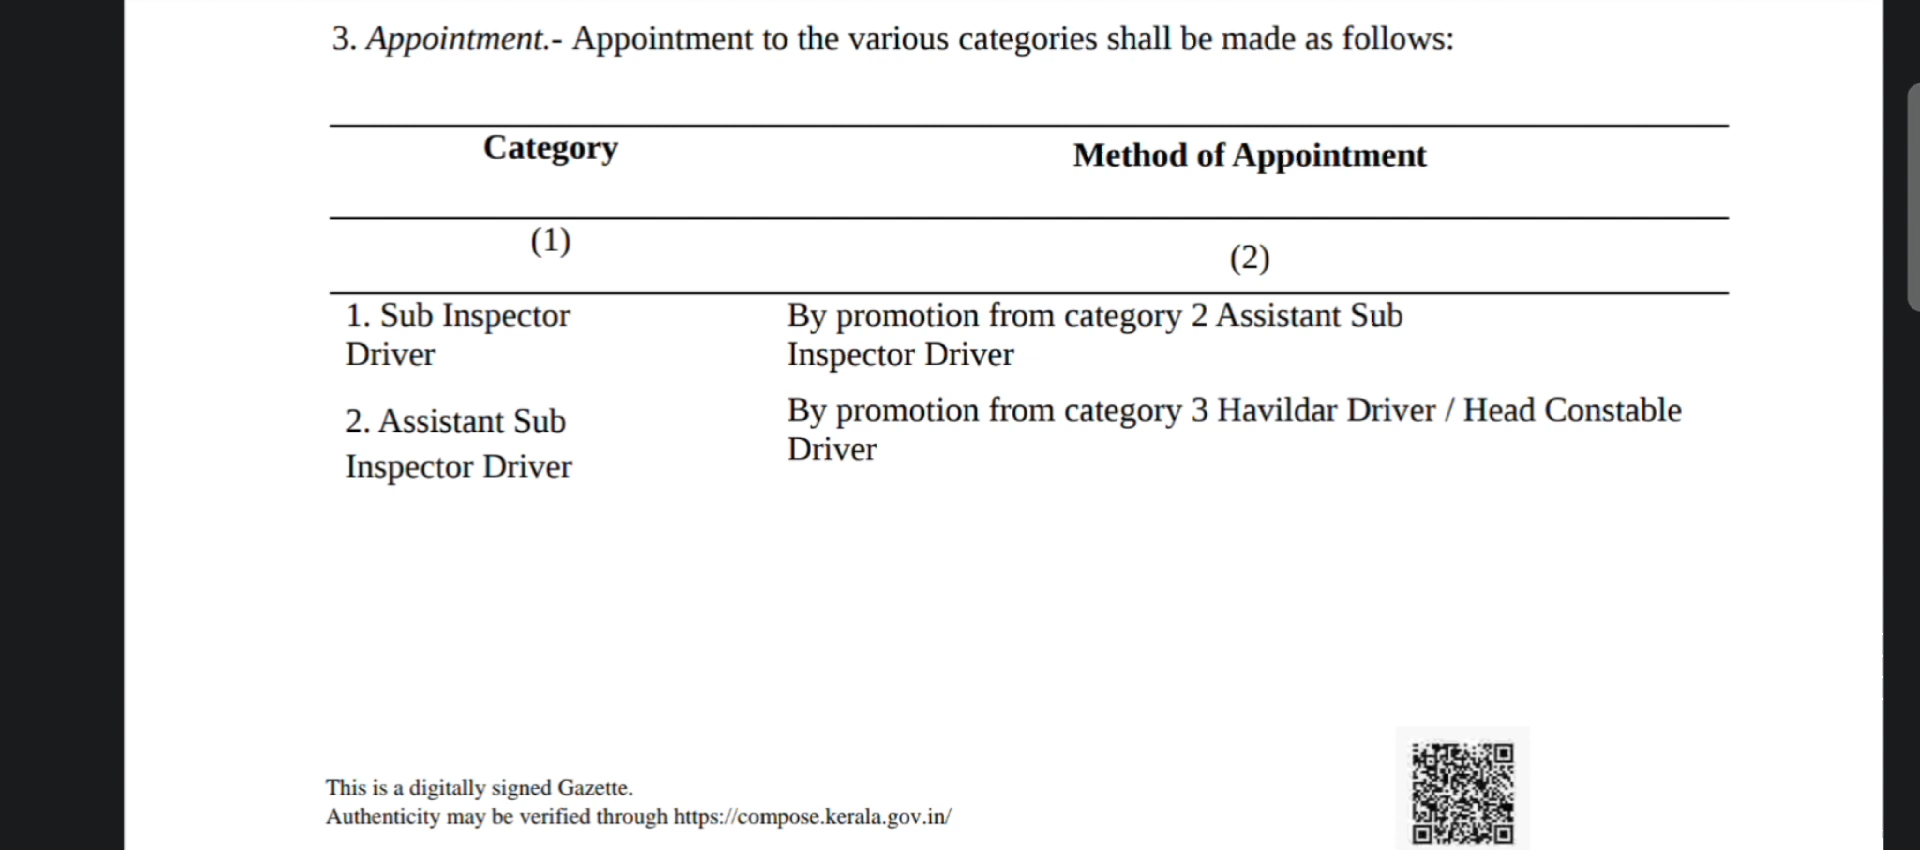 3. Appointment.- Appointment to the various categories shall be made as follows:
Category
Method of Appointment
(1)
(2)
1. Sub Inspector
Driver
By promotion from category 2 Assistant Sub
Inspector Driver
2. Assistant Sub
Inspector Driver
By promotion from category 3 Havildar Driver / Head Constable
Driver
This is a digitally signed Gazette.
Authenticity may be verified through https://compose.kerala.gov.in/